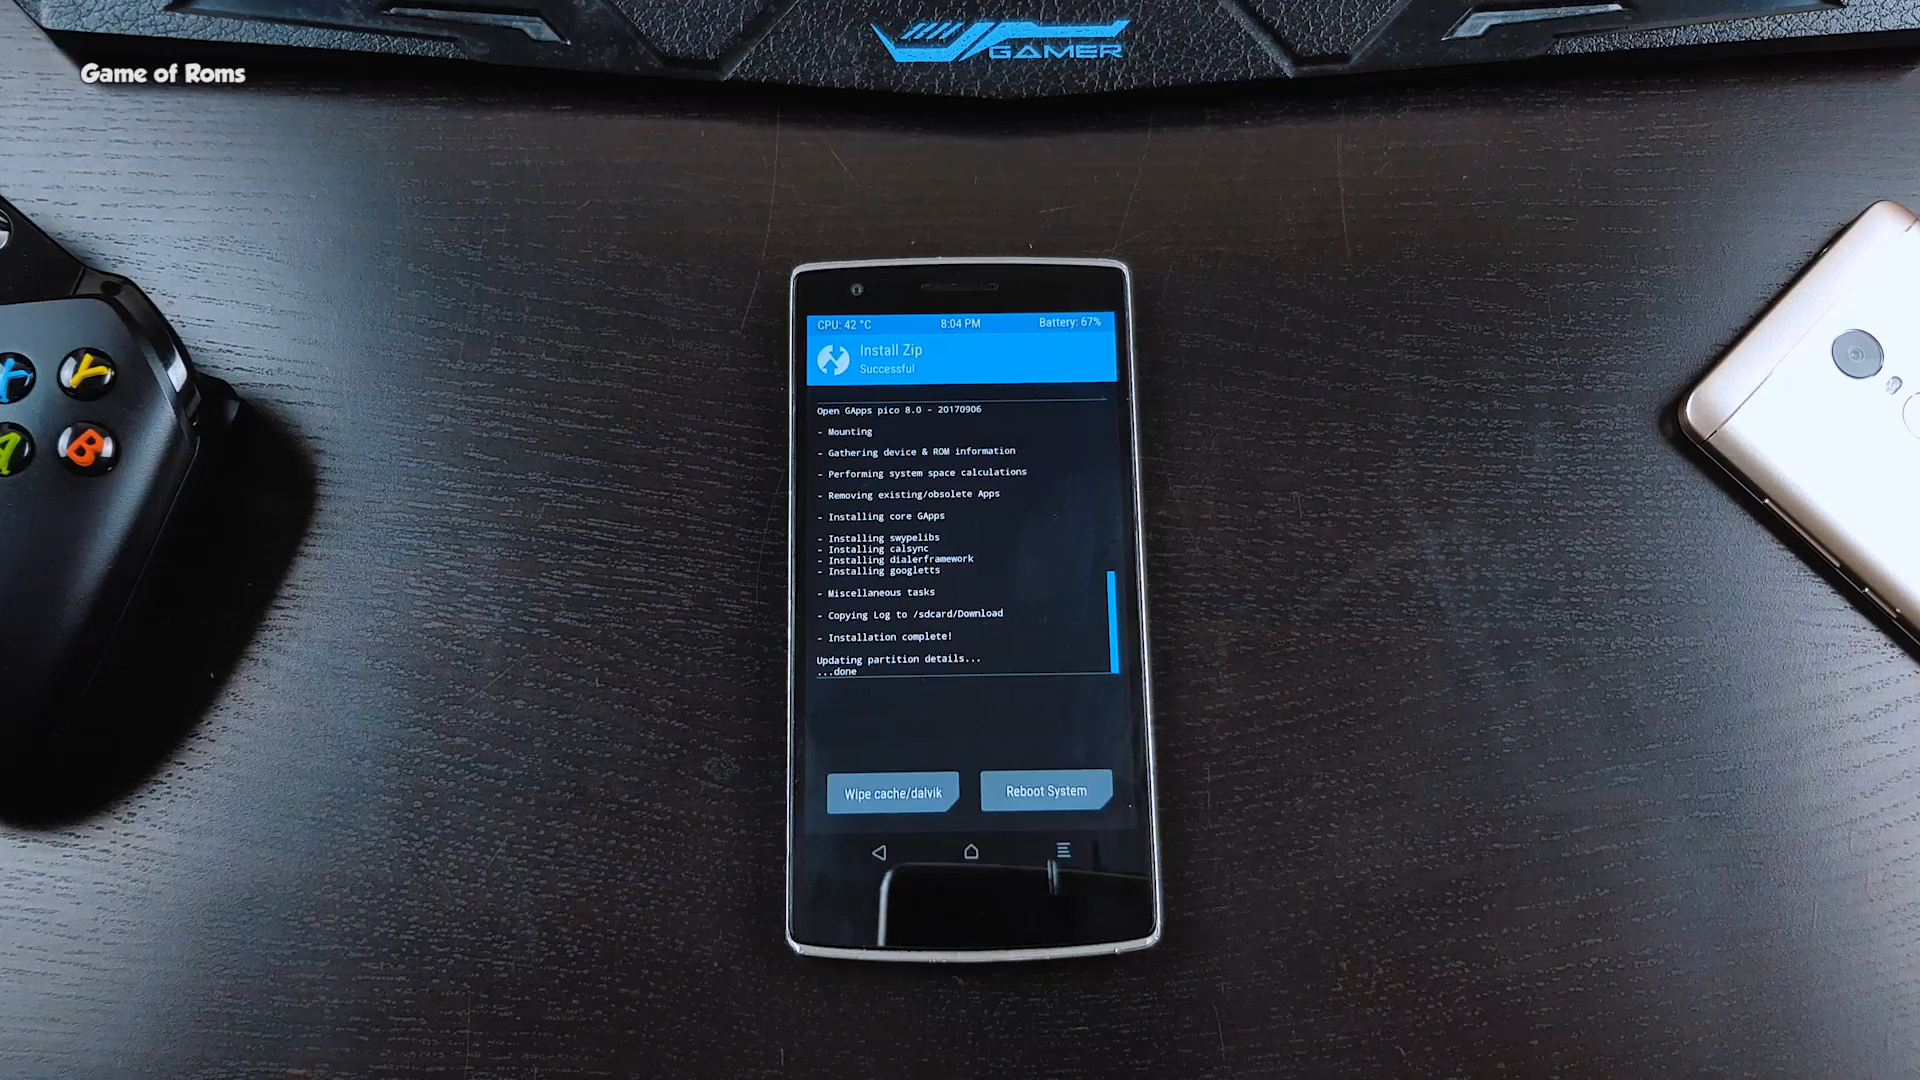 GAMER
Game of Roms
CPU: 42 °C
8:04 PM
Battery: 67%
Install Zip
Successful
Open GApps pico 8.0 - 20170906
- Mounting
- Gathering device & ROM information
- Performing system space calculations
- Removing existing/obsolete Apps
- Installing core GApps
- Installing swypelibs
- Installing calsync
- Installing dialerframework
- Installing googletts
- Miscellaneous tasks
- Copying Log to /sdcard/Download
- Installation complete!
Updating partition details...
...done
Wipe cache/dalvik
Reboot System
X
Y
A
B